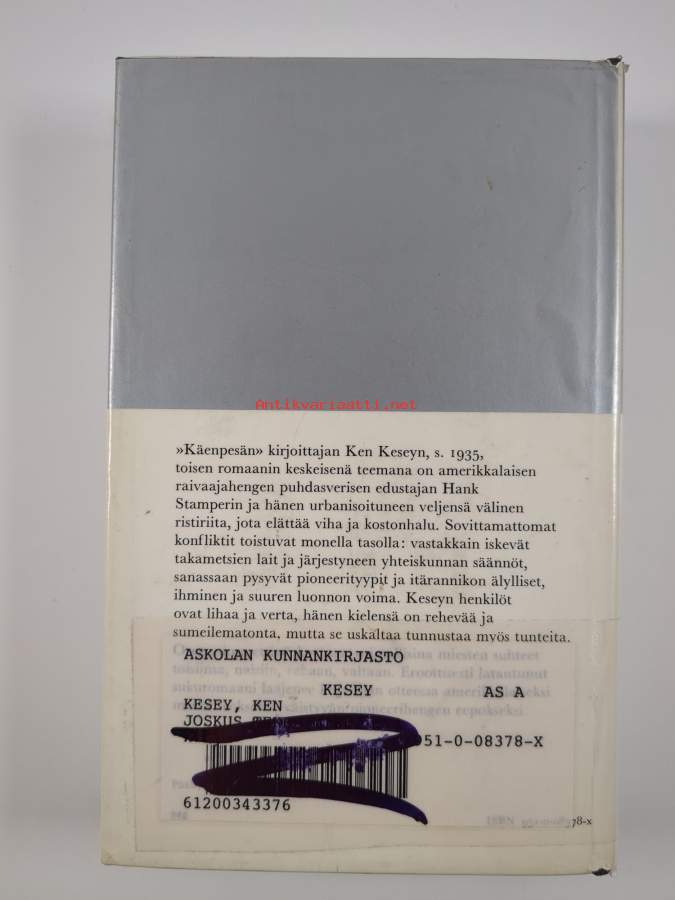 Antikvariaatti.net
»Käenpesän» kirjoittajan Ken Keseyn, s. 1935,
toisen romaanin keskeisenä teemana on amerikkalaisen
raivaajahengen puhdasverisen edustajan Hank
Stamperin ja hänen urbanisoituneen veljensä välinen
ristiriita, jota elättää viha ja kostonhalu. Sovittamattomat
konfliktit toistuvat monella tasolla: vastakkain iskevät
takametsien lait ja järjestyneen yhteiskunnan säännöt,
sanassaan pysyvät pioneerityypit ja itärannikon älylliset,
ihminen ja suuren luonnon voima. Keseyn henkilöt
ovat lihaa ja verta, hänen kielensä on rehevää ja
sumeilematonta, mutta se uskaltaa tunnustaa myös tunteita.
miesten suhteet
ASKOLAN KUNNANKIRJASTO
KESEY AS A
KESEY, KEN
JOSKUS
951-0-08378-X
61200343376
ISBN 78-x